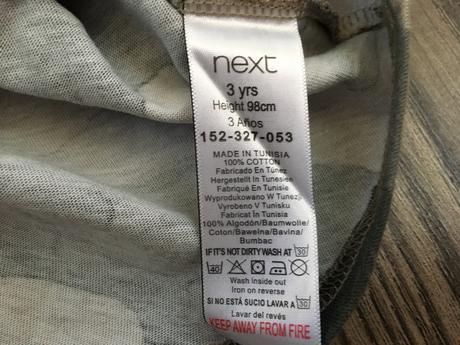 next
3 yrs
Height 98cm
3 Años
152-327-053
MADE IN TUNISIA
100% COTTON
Fabricado En Túnez
Hergestellt In Tunesien
Fabriqué En Tunisie
Wyprodukowano W Tunezji
Vyrobeno V Tunisku
Fabricat În Tunisia
100% Algodón/Baumwolle/
Coton/Bawełna/Bavlna/
Bumbac
IF IT'S NOT DIRTY WASH AT 30
40
Wash inside out
Iron on reverse
SI NO ESTÁ SUCIO LAVAR A 30
Lavar del revés
KEEP AWAY FROM FIRE